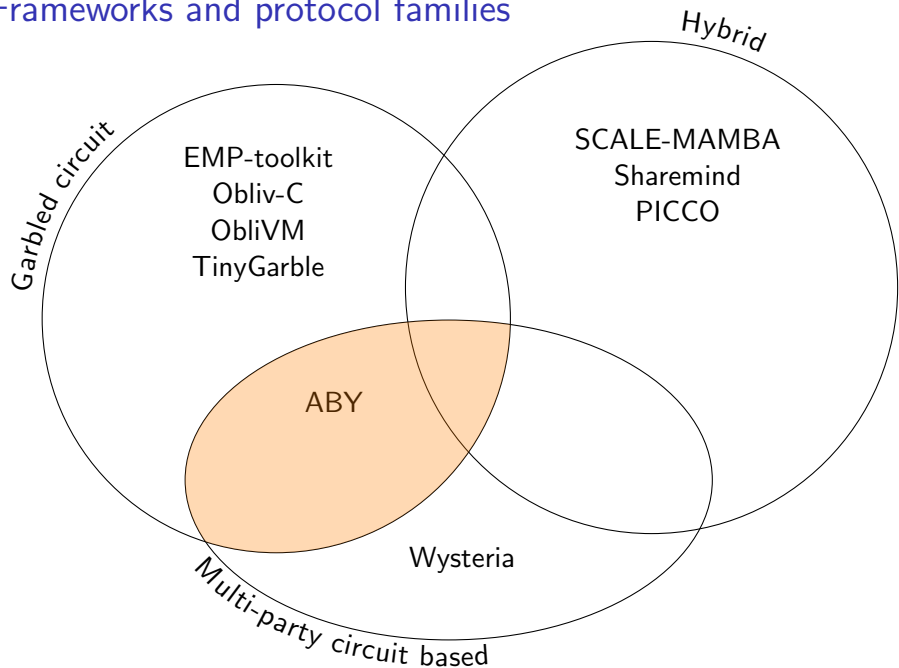 Frameworks and protocol families
Hybrid
Garbled circuit
EMP-toolkit
Obliv-C
ObliVM
TinyGarble
SCALE-MAMBA
Sharemind
PICCO
ABY
Wysteria
Multi-party circuit based